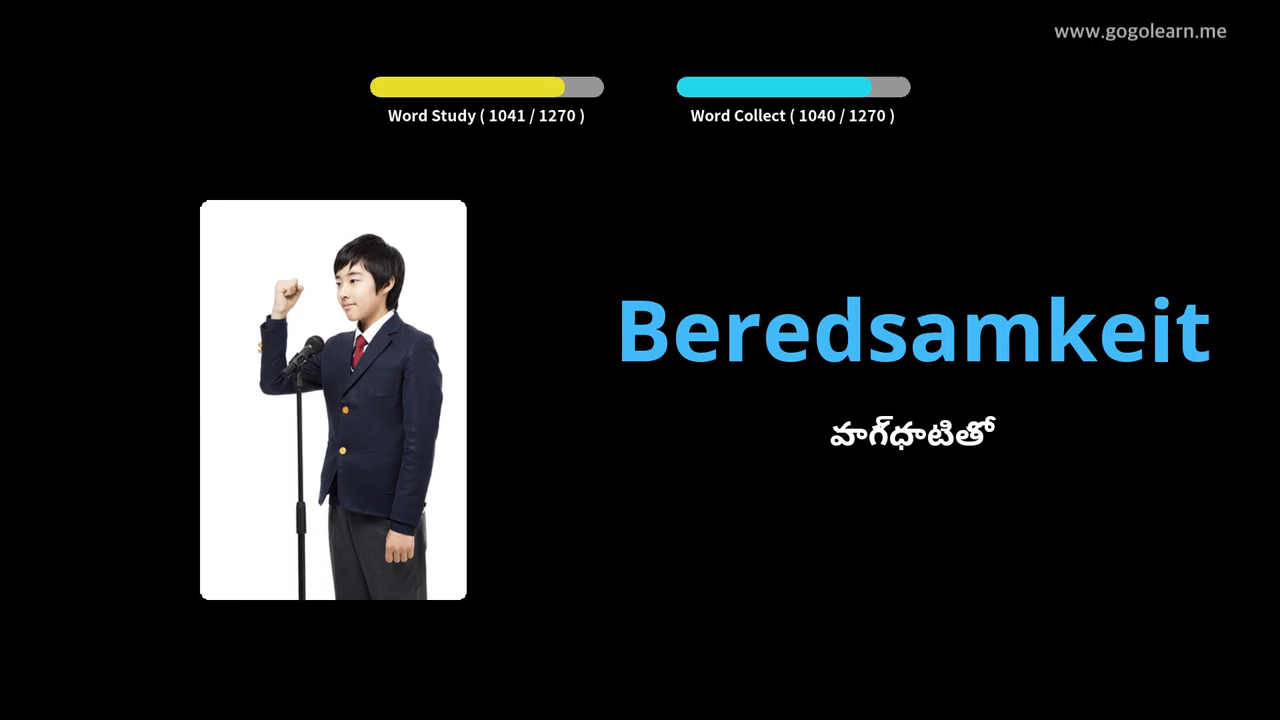 www.gogolearn.me
Word Study ( 1041 / 1270 )
Word Collect ( 1040 / 1270 )
Beredsamkeit
వాగ్ధాటితో